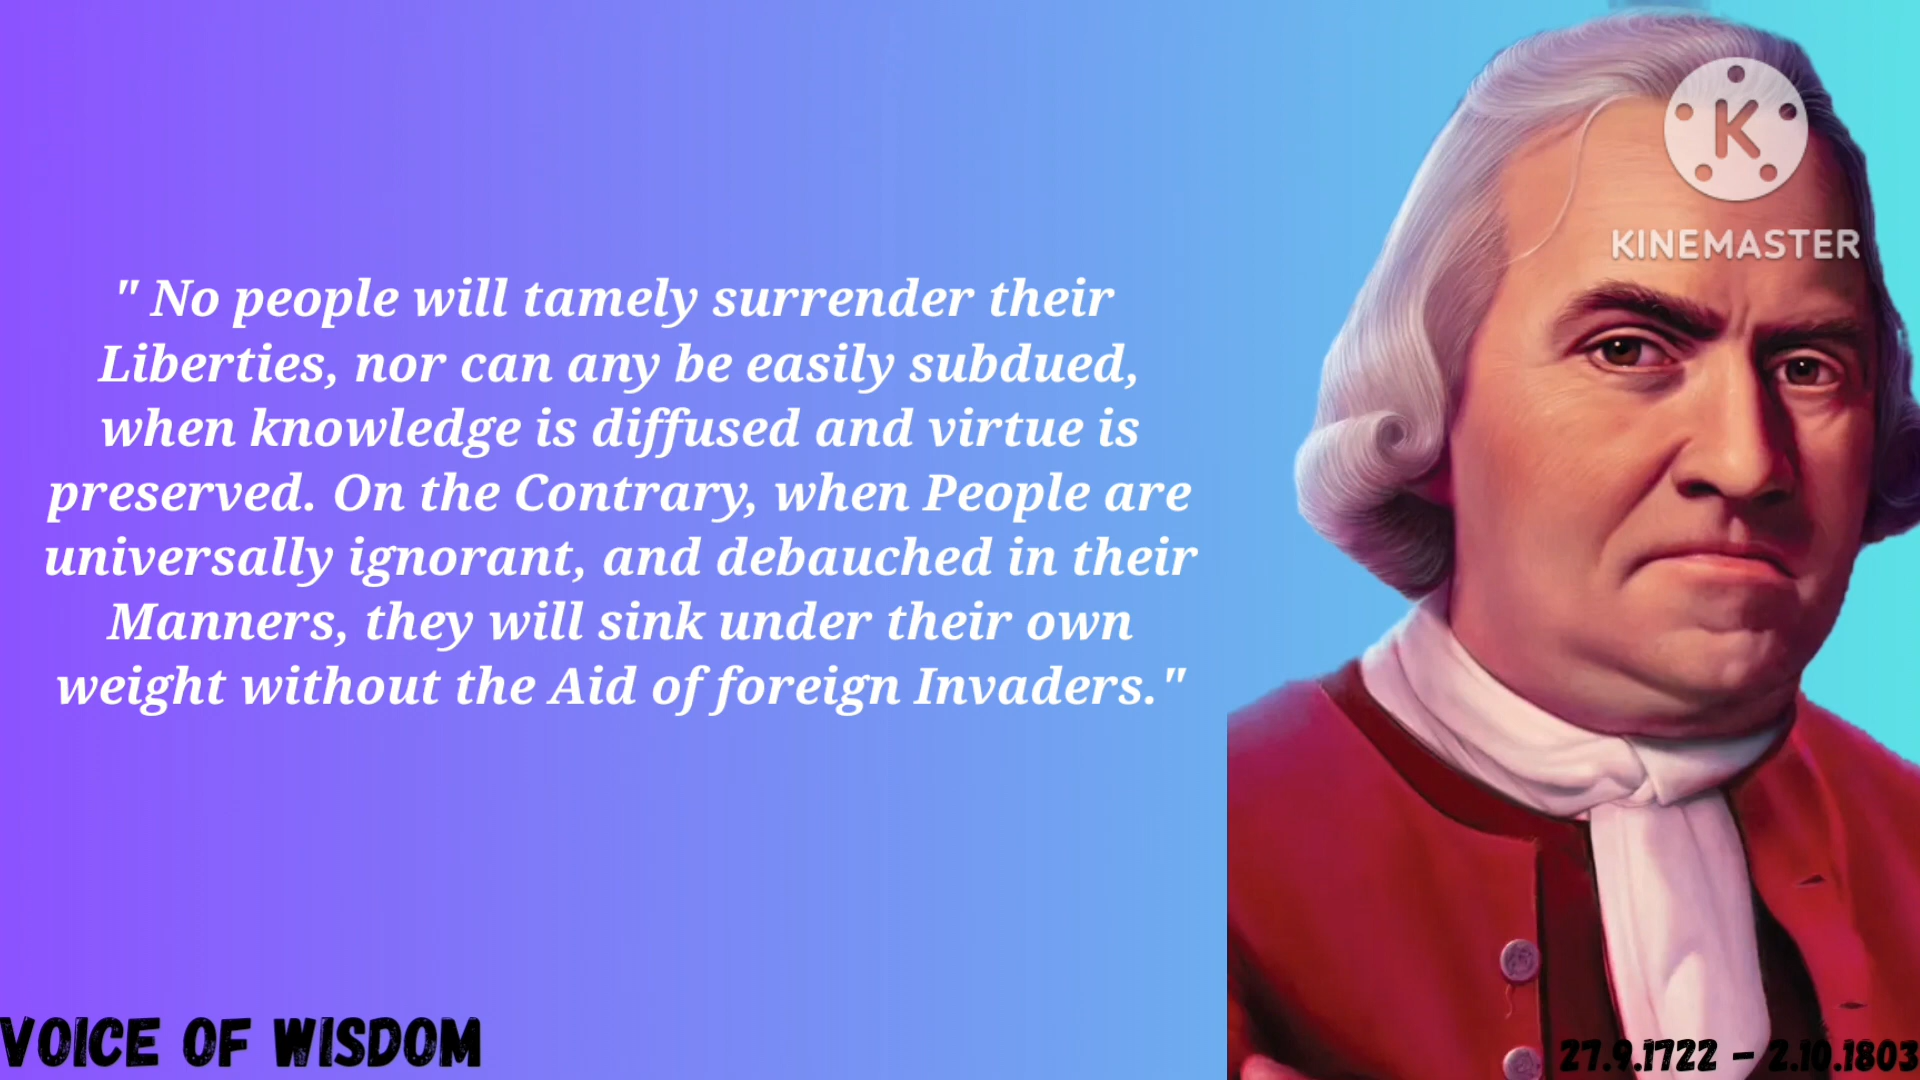 K
KINEMASTER
" No people will tamely surrender their
Liberties, nor can any be easily subdued,
when knowledge is diffused and virtue is
preserved. On the Contrary, when People are
universally ignorant, and debauched in their
Manners, they will sink under their own
weight without the Aid of foreign Invaders."
VOICE OF WISDOM
27.9.1722 – 2.10.1803